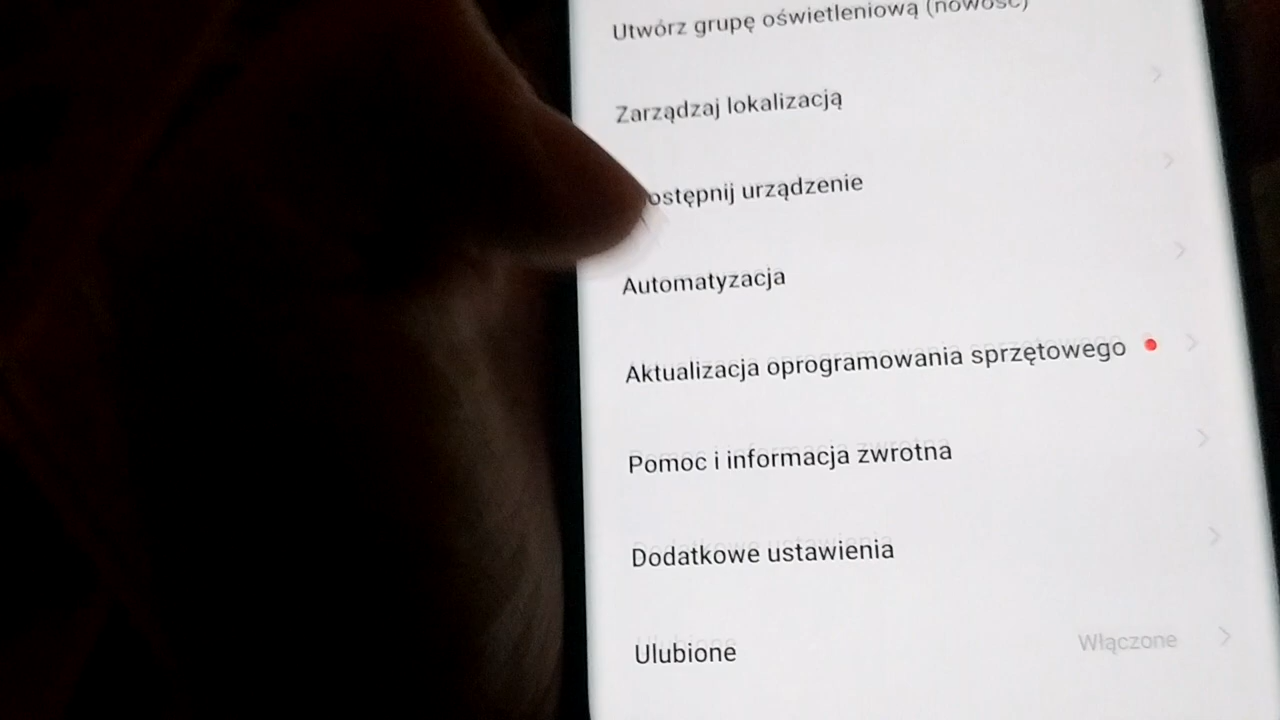 Utwórz grupę oświetleniową (nowość)
Zarządzaj lokalizacją
ostępnij urządzenie
Automatyzacja
Aktualizacja oprogramowania sprzętowego
Pomoc i informacja zwrotna
Dodatkowe ustawienia
Ulubione
Włączone